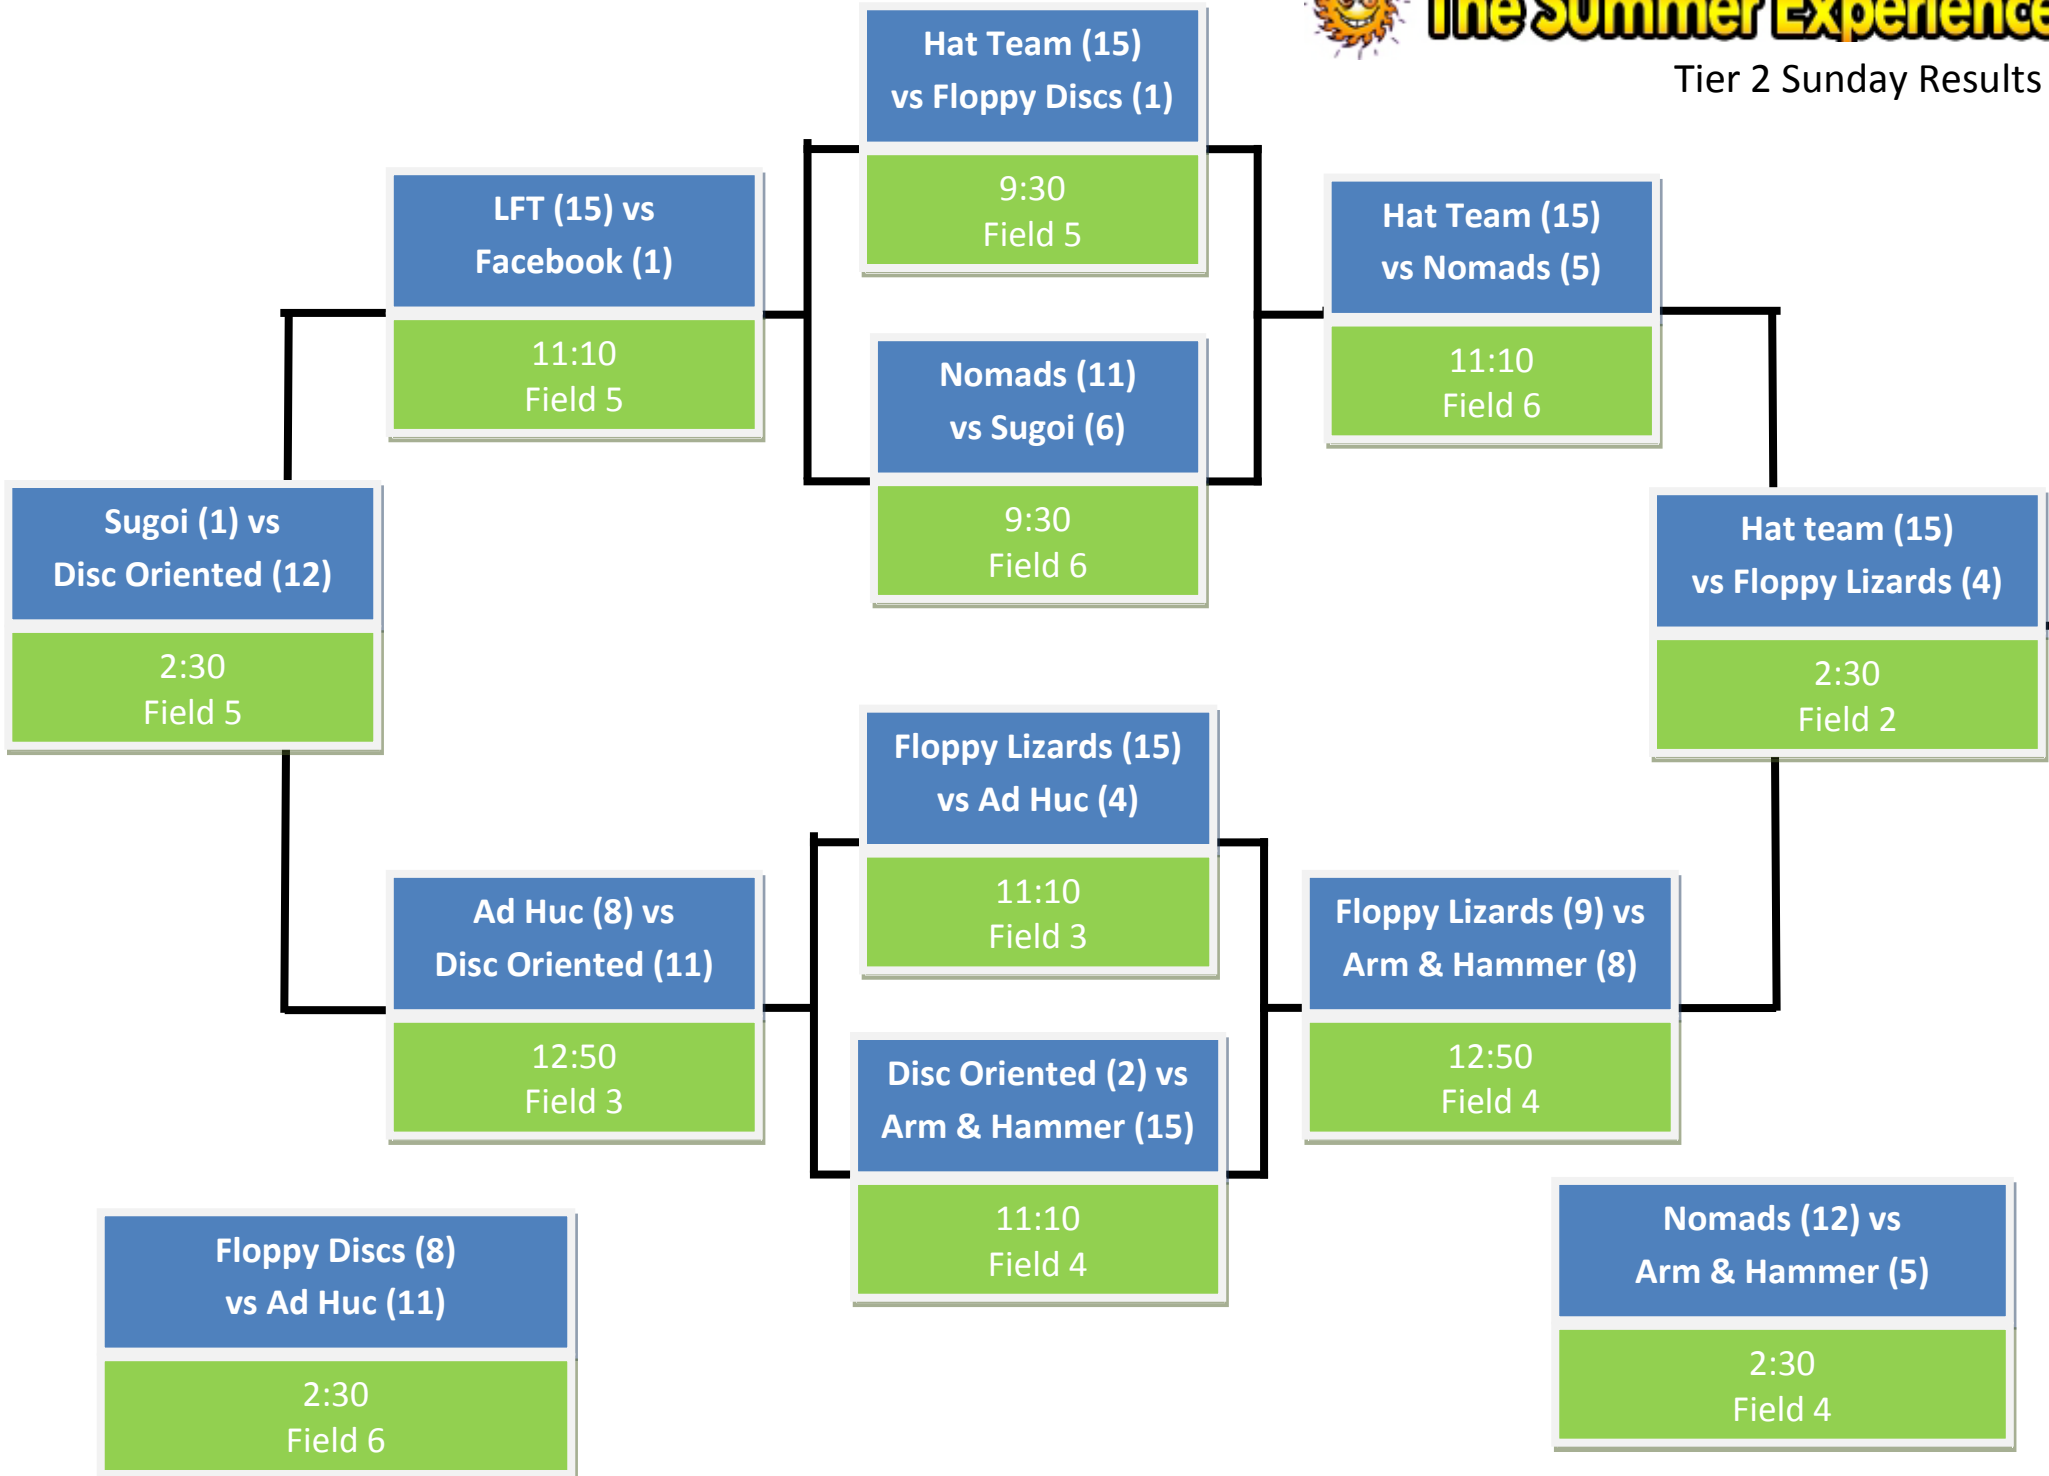 The Summer Experience
Tier 2 Sunday Results
Hat Team (15)
vs Floppy Discs (1)
9:30
Field 5
LFT (15) vs
Facebook (1)
11:10
Field 5
Hat Team (15)
vs Nomads (5)
11:10
Field 6
Nomads (11)
vs Sugoi (6)
9:30
Field 6
Sugoi (1) vs
Disc Oriented (12)
2:30
Field 5
Hat team (15)
vs Floppy Lizards (4)
2:30
Field 2
Floppy Lizards (15)
vs Ad Huc (4)
11:10
Field 3
Ad Huc (8) vs
Disc Oriented (11)
12:50
Field 3
Floppy Lizards (9) vs
Arm & Hammer (8)
12:50
Field 4
Disc Oriented (2) vs
Arm & Hammer (15)
11:10
Field 4
Floppy Discs (8)
vs Ad Huc (11)
2:30
Field 6
Nomads (12) vs
Arm & Hammer (5)
2:30
Field 4